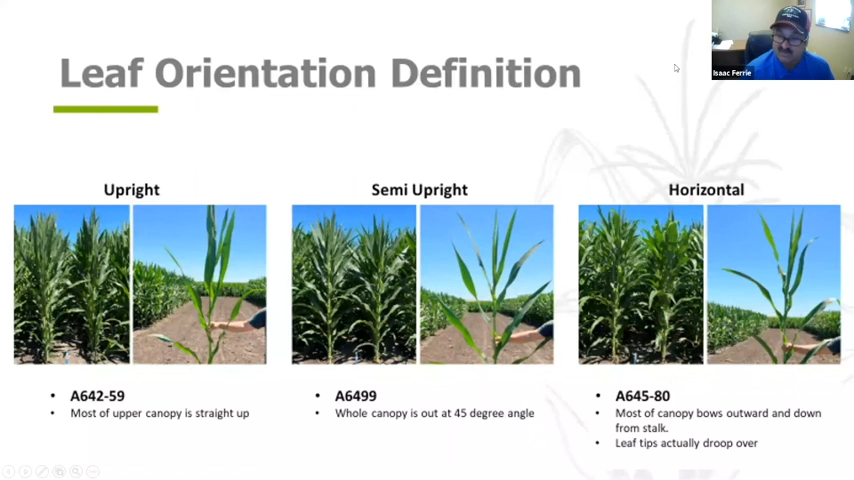 Isaac Ferrie
Leaf Orientation Definition
Upright
Semi Upright
Horizontal
• A642-59
• Most of upper canopy is straight up
• A6499
• Whole canopy is out at 45 degree angle
• A645-80
• Most of canopy bows outward and down
from stalk.
• Leaf tips actually droop over